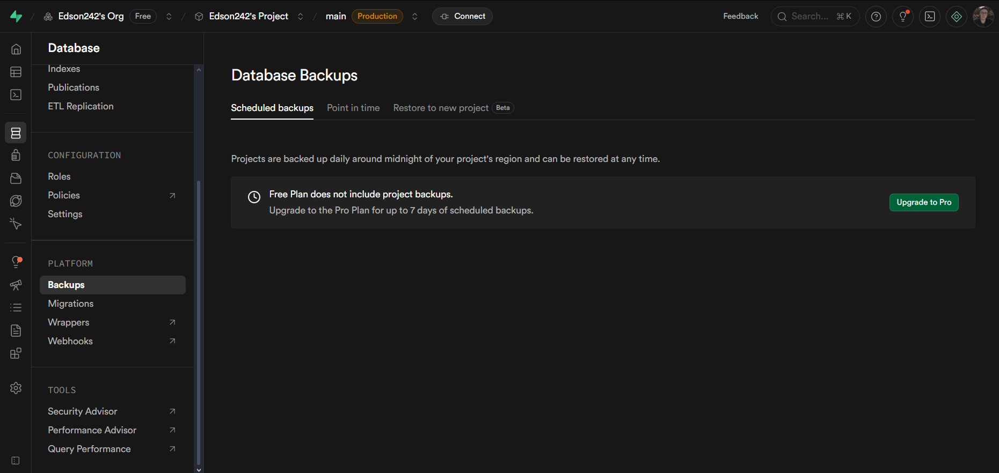 Edson242's Org Free
Edson242's Project
main Production
Connect
Feedback
Search... ⌘K
Database
Indexes
Publications
ETL Replication
CONFIGURATION
Roles
Policies
Settings
PLATFORM
Backups
Migrations
Wrappers
Webhooks
TOOLS
Security Advisor
Performance Advisor
Query Performance
Database Backups
Scheduled backups
Point in time
Restore to new project Beta
Projects are backed up daily around midnight of your project's region and can be restored at any time.
Free Plan does not include project backups.
Upgrade to the Pro Plan for up to 7 days of scheduled backups.
Upgrade to Pro